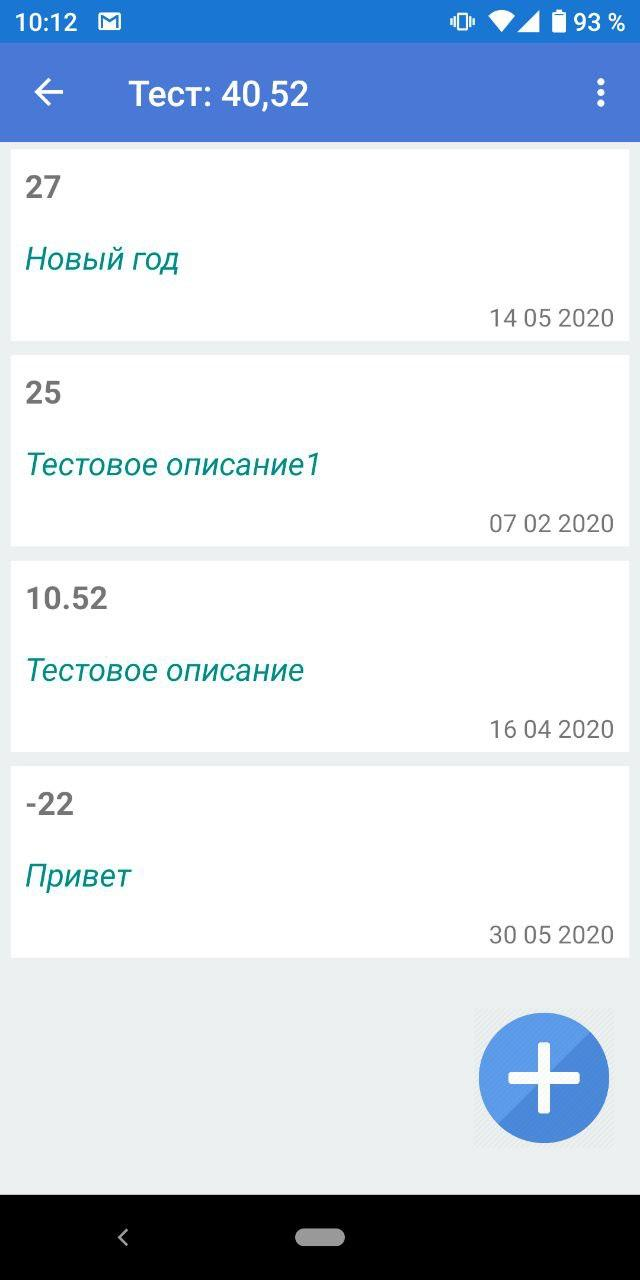 10:12 93 %
Тест: 40,52
27
Новый год
14 05 2020
25
Тестовое описание1
07 02 2020
10.52
Тестовое описание
16 04 2020
-22
Привет
30 05 2020